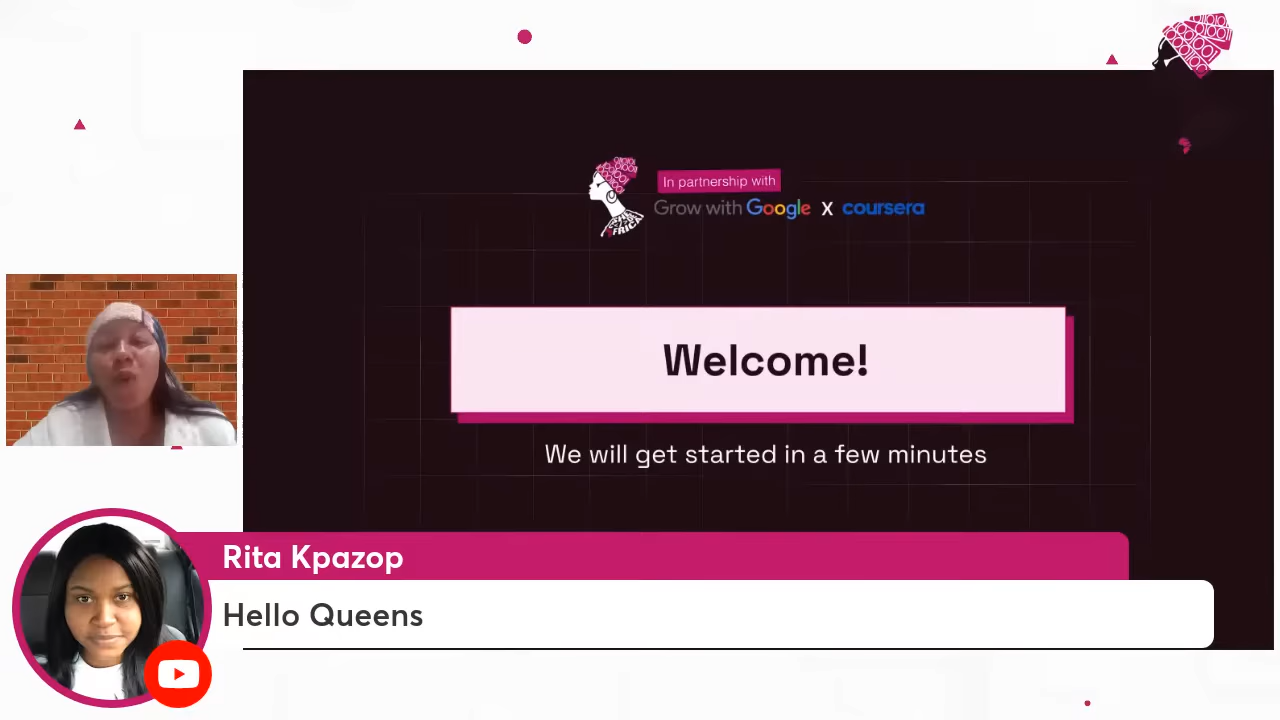 In partnership with
Grow with Google X coursera
Welcome!
We will get started in a few minutes
Rita Kpazop
Hello Queens